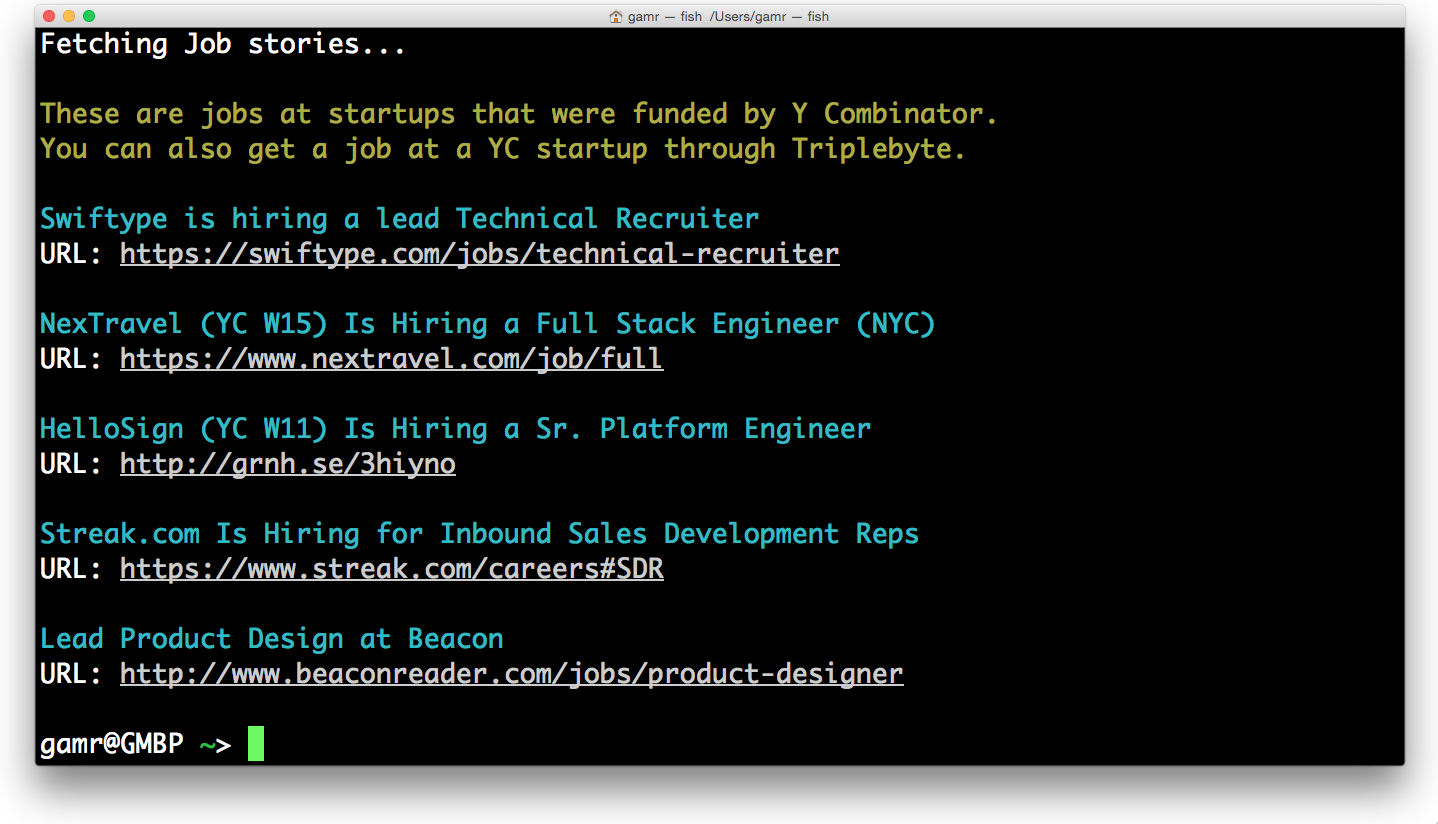 gamr — fish /Users/gamr — fish
Fetching Job stories...
These are jobs at startups that were funded by Y Combinator.
You can also get a job at a YC startup through Triplebyte.
Swiftype is hiring a lead Technical Recruiter
URL: https://swiftype.com/jobs/technical-recruiter
NexTravel (YC W15) Is Hiring a Full Stack Engineer (NYC)
URL: https://www.nextravel.com/job/full
HelloSign (YC W11) Is Hiring a Sr. Platform Engineer
URL: http://grnh.se/3hiyno
Streak.com Is Hiring for Inbound Sales Development Reps
URL: https://www.streak.com/careers#SDR
Lead Product Design at Beacon
URL: http://www.beaconreader.com/jobs/product-designer
gamr@GMBP ~>